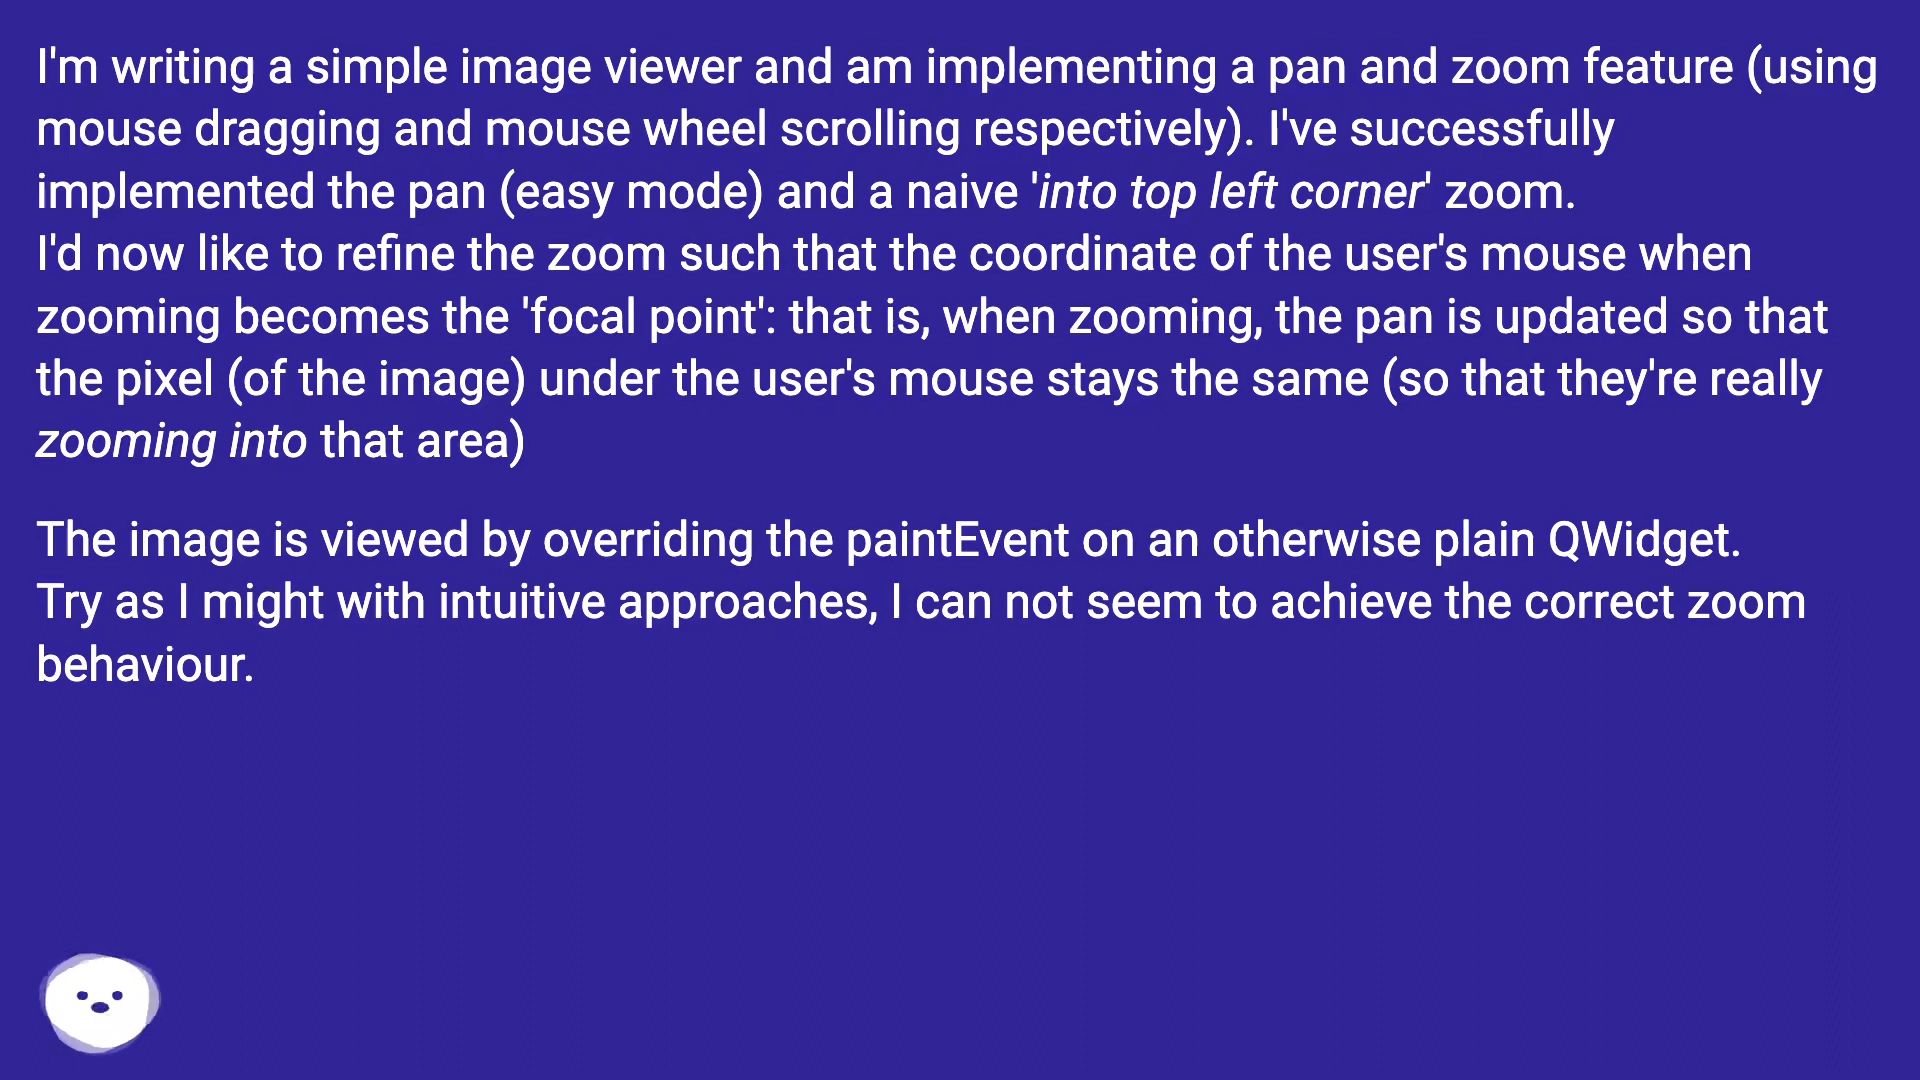 I'm writing a simple image viewer and am implementing a pan and zoom feature (using
mouse dragging and mouse wheel scrolling respectively). I've successfully
implemented the pan (easy mode) and a naive 'into top left corner' zoom.
I'd now like to refine the zoom such that the coordinate of the user's mouse when
zooming becomes the 'focal point': that is, when zooming, the pan is updated so that
the pixel (of the image) under the user's mouse stays the same (so that they're really
zooming into that area)
The image is viewed by overriding the paintEvent on an otherwise plain QWidget.
Try as I might with intuitive approaches, I can not seem to achieve the correct zoom
behaviour.